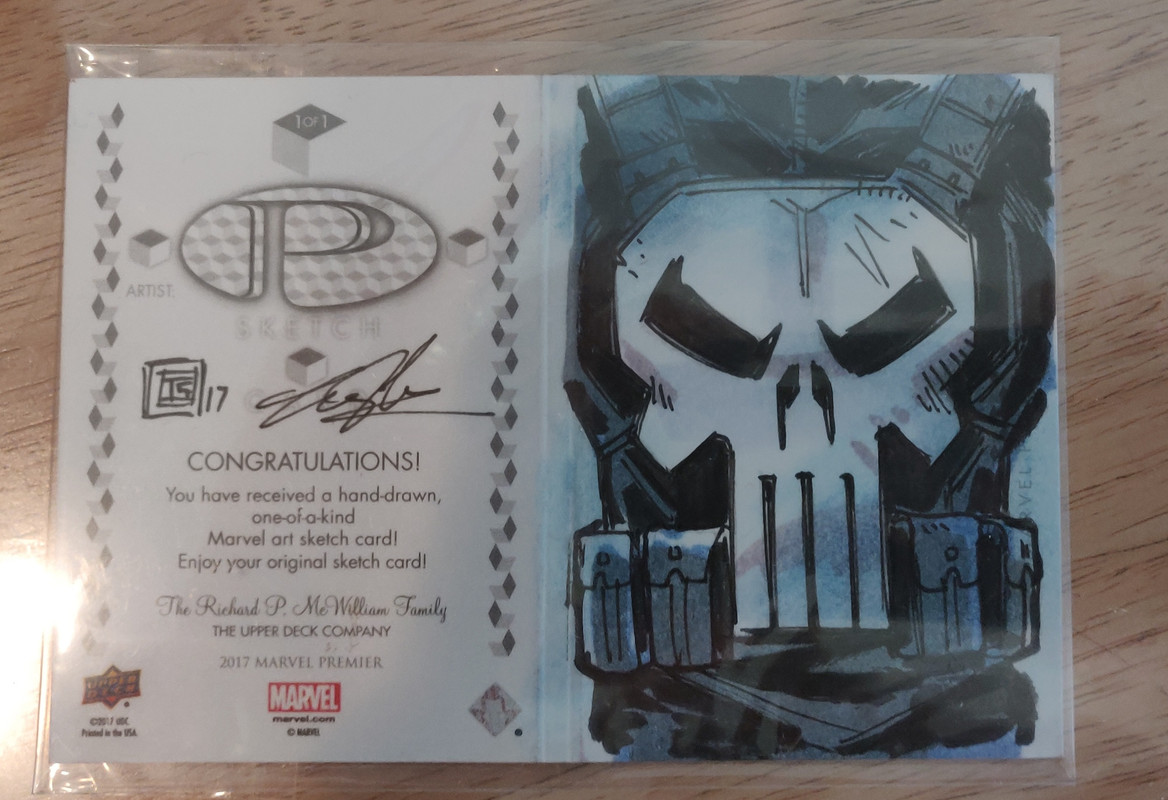 1 OF 1
P
ARTIST:
SKETCH
TS
/17
CONGRATULATIONS!
You have received a hand-drawn,
one-of-a-kind
Marvel art sketch card!
Enjoy your original sketch card!
The Richard P. McWilliam Family
THE UPPER DECK COMPANY
2017 MARVEL PREMIER
UPPER
DECK
©2017 UDC.
Printed in the USA.
MARVEL
marvel.com
© MARVEL